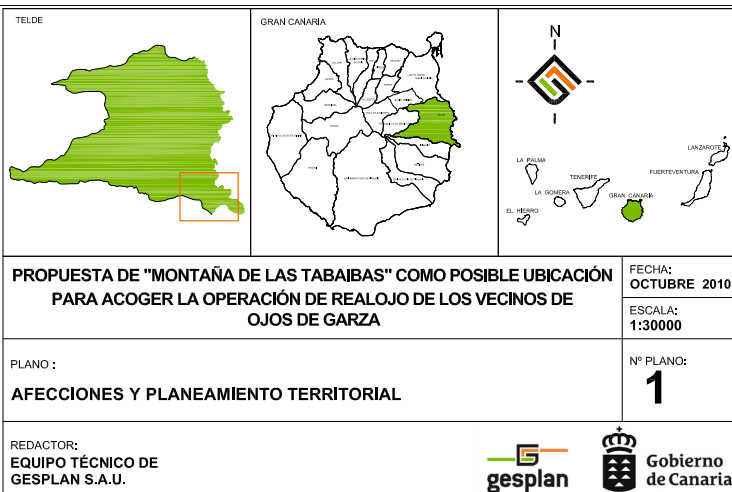 TELDE
GRAN CANARIA
N
LA PALMA
LA GOMERA
EL HIERRO
TENERIFE
GRAN CANARIA
FUERTEVENTURA
LANZAROTE
PROPUESTA DE "MONTAÑA DE LAS TABAIBAS" COMO POSIBLE UBICACIÓN
PARA ACOGER LA OPERACIÓN DE REALOJO DE LOS VECINOS DE
OJOS DE GARZA
FECHA:
OCTUBRE 2010
ESCALA:
1:30000
PLANO :
AFECCIONES Y PLANEAMIENTO TERRITORIAL
Nº PLANO:
1
REDACTOR:
EQUIPO TÉCNICO DE
GESPLAN S.A.U.
gesplan
Gobierno
de Canaria